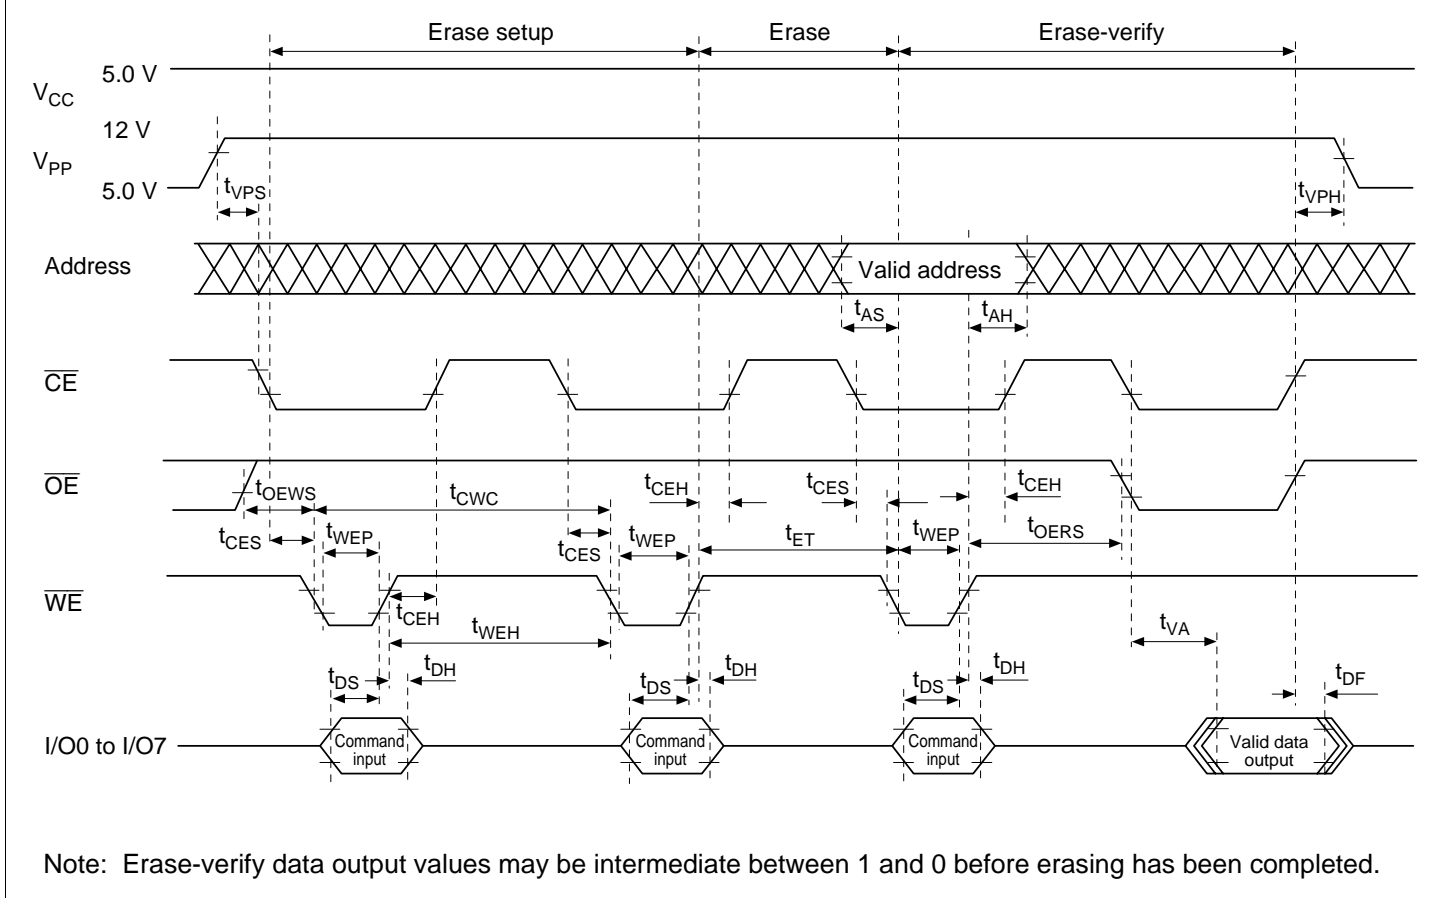 Erase setup Erase Erase-verify
5.0 V
VCC
12 V
VPP
5.0 V
tVPS tVPH
Address Valid address
tAS tAH
CE
OE
tCEH tCES tCEH
tOEWS tCWC
tCES tWEP tCES tWEP tET tWEP tOERS
WE
tCEH tWEH tVA
tDS tDH tDS tDH tDS tDH tDF
I/O0 to I/O7
Command input
Command input
Command input
Valid data output
Note: Erase-verify data output values may be intermediate between 1 and 0 before erasing has been completed.